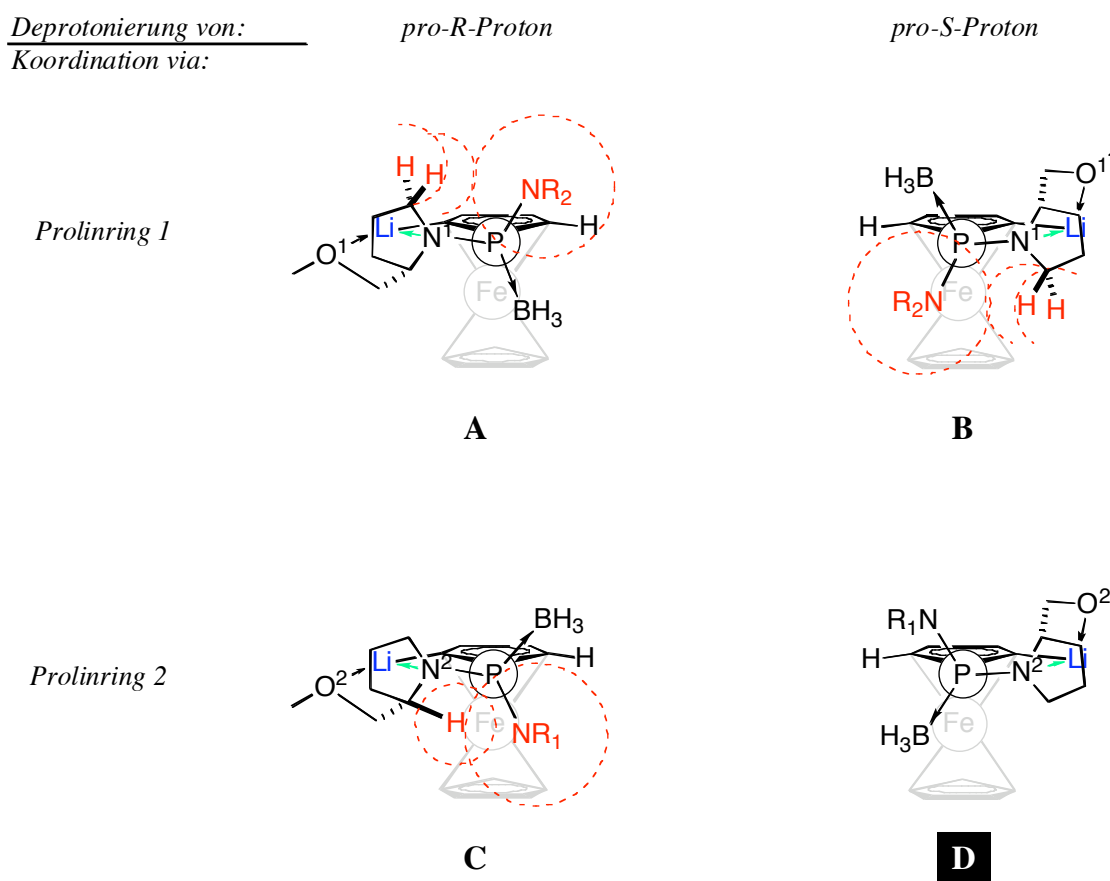 Deprotonierung von: pro-R-Proton pro-S-Proton
Koordination via:
Prolinring 1
H H NR2 Li N1 P H O1 Fe BH3
H3B O1 H P N1 Li R2N Fe H H
A B
Prolinring 2
BH3 Li N2 P H O2 H Fe NR1
R1N O2 H P N2 Li H3B Fe
C D